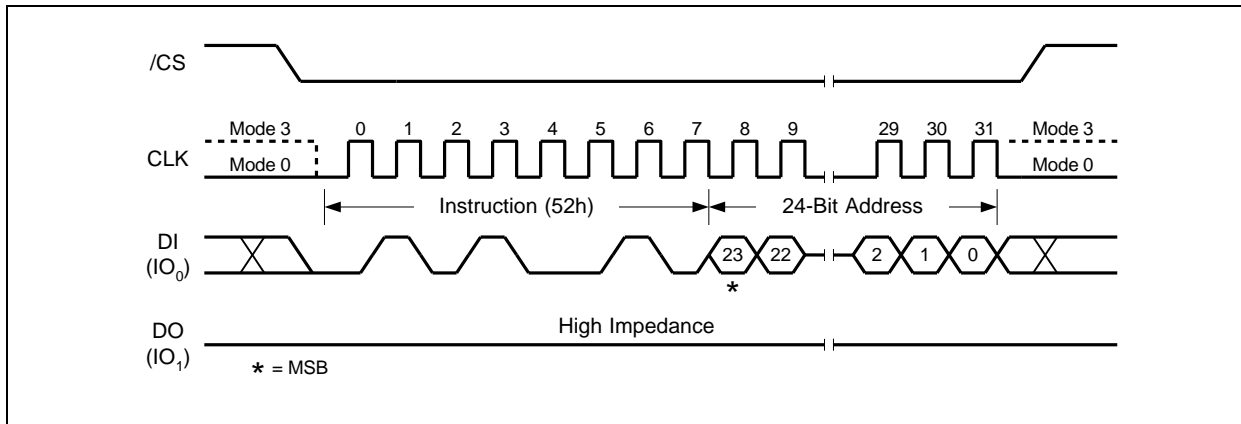 /CS
Mode 3 0 1 2 3 4 5 6 7 8 9 29 30 31 Mode 3
CLK Mode 0 Mode 0
Instruction (52h) 24-Bit Address
DI
(IO0) 23 22 2 1 0
*
High Impedance
DO
(IO1)
* = MSB